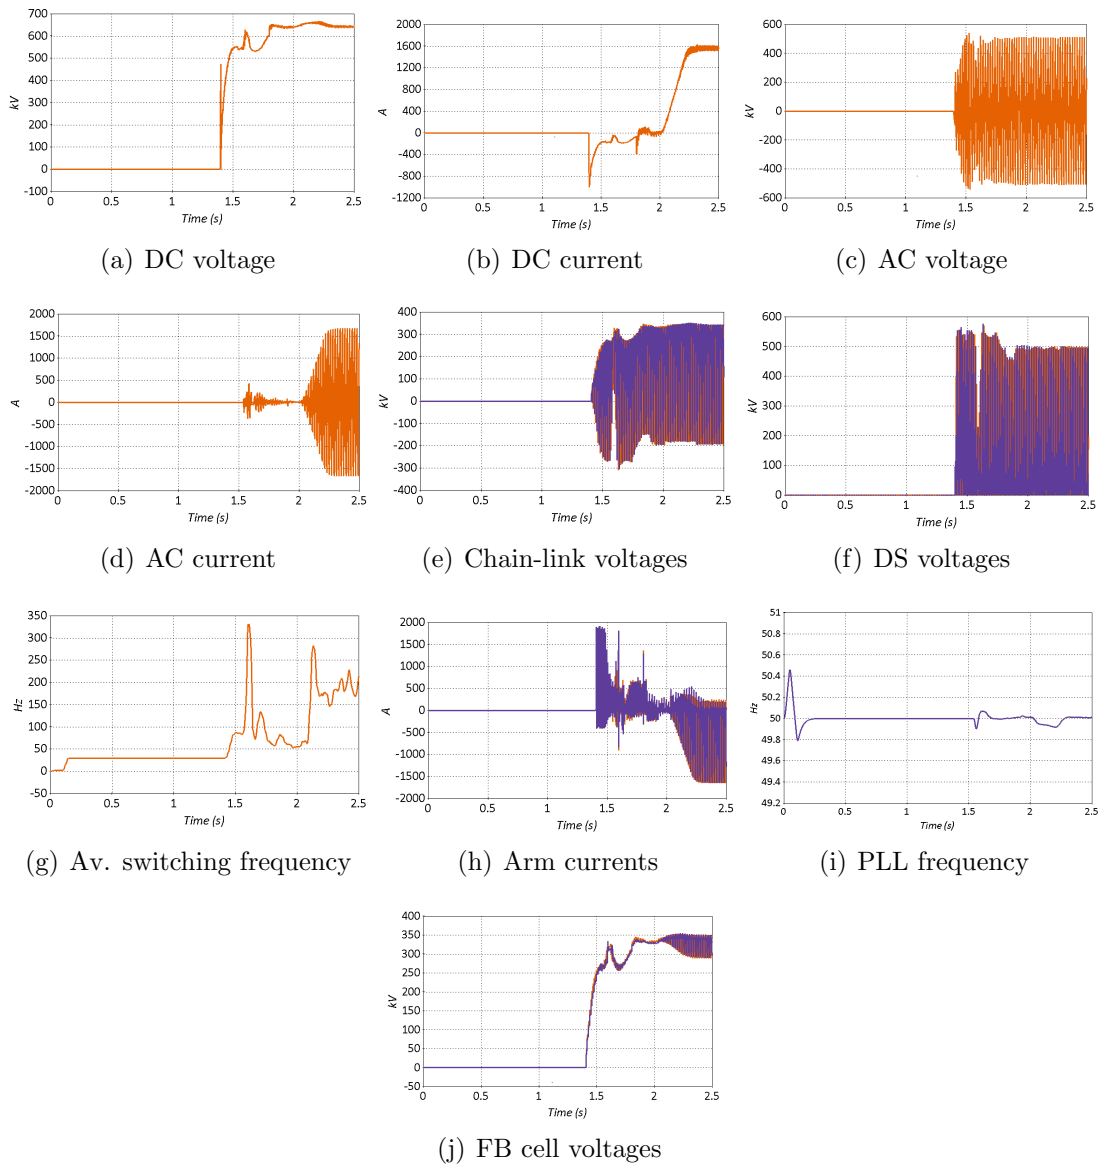 700
600
500
400
300
200
100
0
-100
kV
0 0.5 1 1.5 2 2.5
Time (s)
(a) DC voltage
2000
1600
1200
800
400
0
-400
-800
1200
A
0 0.5 1 1.5 2 2.5
Time (s)
(b) DC current
600
400
200
0
-200
-400
-600
kV
0 0.5 1 1.5 2 2.5
Time (s)
(c) AC voltage
2000
1500
1000
500
0
-500
-1000
-1500
2000
A
0 0.5 1 1.5 2 2.5
Time (s)
(d) AC current
400
300
200
100
0
-100
-200
-300
-400
kV
0 0.5 1 1.5 2 2.5
Time (s)
(e) Chain-link voltages
600
500
400
300
200
100
0
kV
0 0.5 1 1.5 2 2.5
Time (s)
(f) DS voltages
350
300
250
200
150
100
50
0
-50
Hz
0 0.5 1 1.5 2 2.5
Time (s)
(g) Av. switching frequency
2000
1500
1000
500
0
-500
-1000
-1500
2000
A
0 0.5 1 1.5 2 2.5
Time (s)
(h) Arm currents
51
50.8
50.6
50.4
50.2
50
49.8
49.6
49.4
49.2
Hz
0 0.5 1 1.5 2 2.5
Time (s)
(i) PLL frequency
400
350
300
250
200
150
100
50
0
-50
kV
0 0.5 1 1.5 2 2.5
Time (s)
(j) FB cell voltages